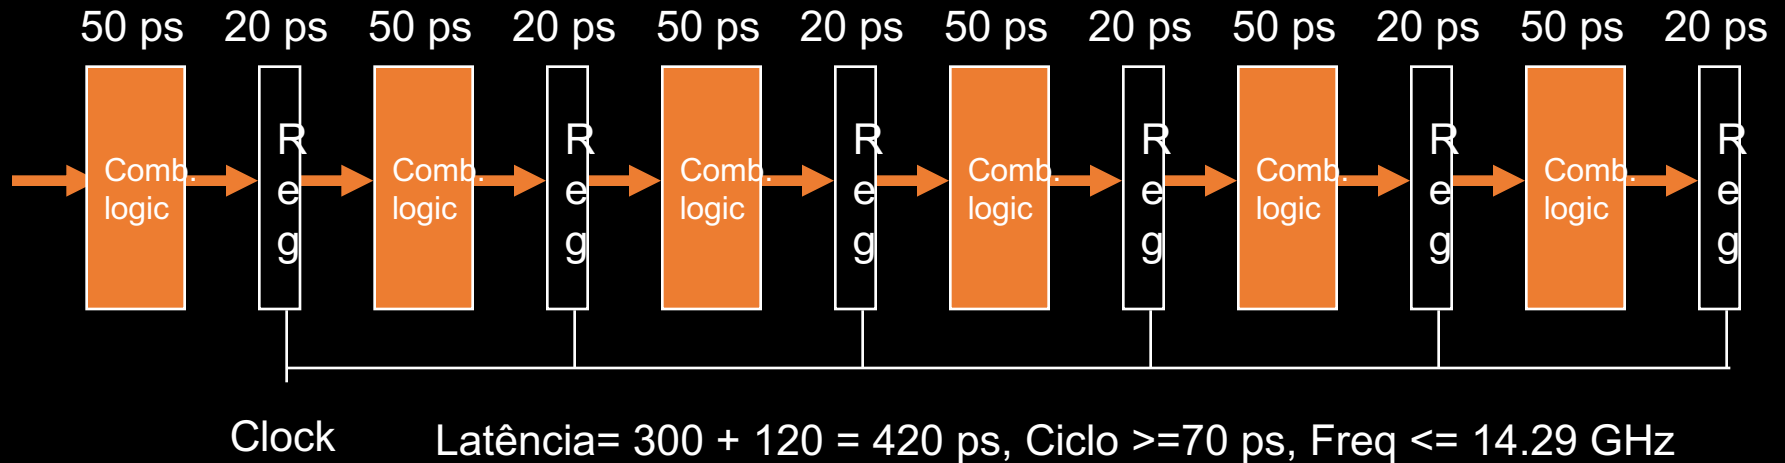 50 ps 20 ps 50 ps 20 ps 50 ps 20 ps 50 ps 20 ps 50 ps 20 ps 50 ps 20 ps
Comb.
logic
R
e
g
Comb.
logic
R
e
g
Comb.
logic
R
e
g
Comb.
logic
R
e
g
Comb.
logic
R
e
g
Comb.
logic
R
e
g
Clock
Latência= 300 + 120 = 420 ps, Ciclo >=70 ps, Freq <= 14.29 GHz